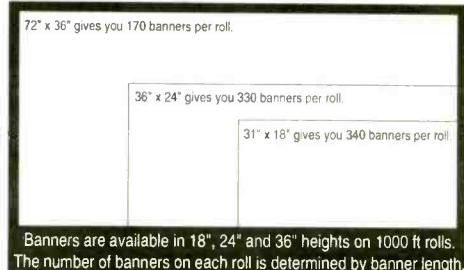 72" x 36" gives you 170 banners per roll.
36" x 24" gives you 330 banners per roll.
31" x 18" gives you 340 banners per roll.
Banners are available in 18", 24" and 36" heights on 1000 ft rolls.
The number of banners on each roll is determined by banner length